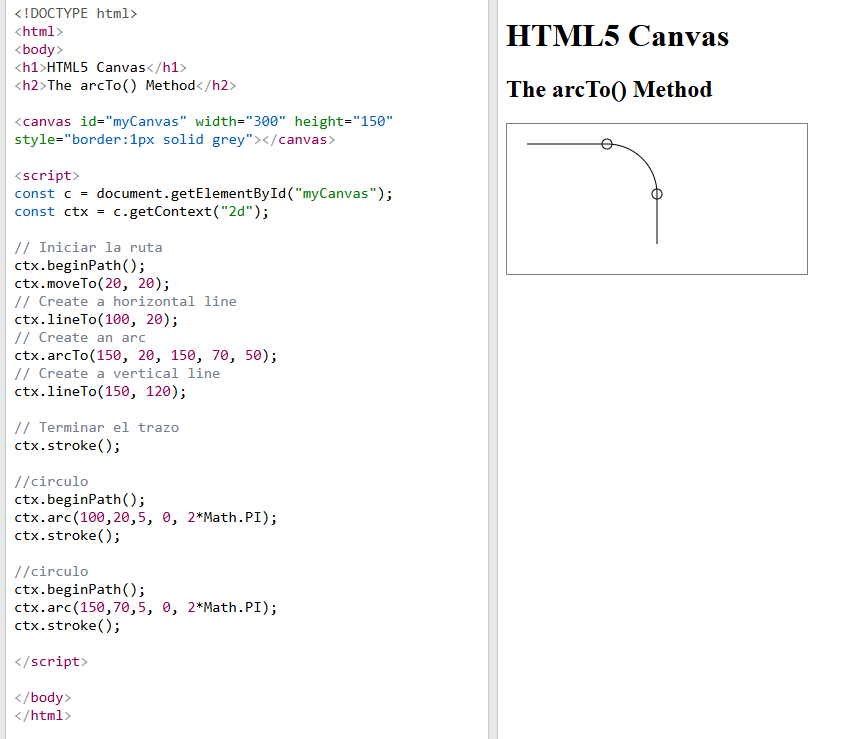 <!DOCTYPE html>
<html>
<body>
<h1>HTML5 Canvas</h1>
<h2>The arcTo() Method</h2>

<canvas id="myCanvas" width="300" height="150"
style="border:1px solid grey"></canvas>

<script>
const c = document.getElementById("myCanvas");
const ctx = c.getContext("2d");

// Iniciar la ruta
ctx.beginPath();
ctx.moveTo(20, 20);
// Create a horizontal line
ctx.lineTo(100, 20);
// Create an arc
ctx.arcTo(150, 20, 150, 70, 50);
// Create a vertical line
ctx.lineTo(150, 120);

// Terminar el trazo
ctx.stroke();

//circulo
ctx.beginPath();
ctx.arc(100,20,5, 0, 2*Math.PI);
ctx.stroke();

//circulo
ctx.beginPath();
ctx.arc(150,70,5, 0, 2*Math.PI);
ctx.stroke();

</script>

</body>
</html>
HTML5 Canvas
The arcTo() Method